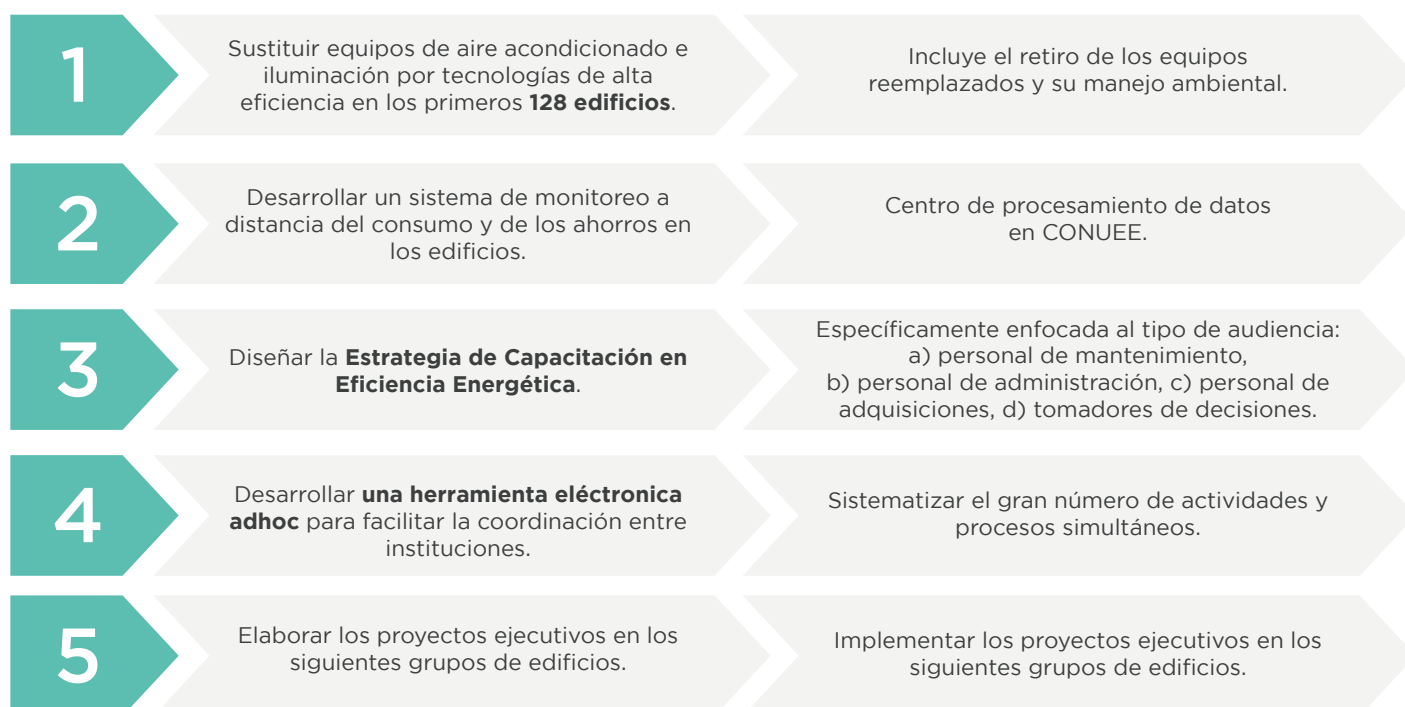 1
Sustituir equipos de aire acondicionado e
iluminación por tecnologías de alta
eficiencia en los primeros 128 edificios.
Incluye el retiro de los equipos
reemplazados y su manejo ambiental.
2
Desarrollar un sistema de monitoreo a
distancia del consumo y de los ahorros en
los edificios.
Centro de procesamiento de datos
en CONUEE.
3
Diseñar la Estrategia de Capacitación en
Eficiencia Energética.
Específicamente enfocada al tipo de audiencia:
a) personal de mantenimiento,
b) personal de administración, c) personal de
adquisiciones, d) tomadores de decisiones.
4
Desarrollar una herramienta eléctronica
adhoc para facilitar la coordinación entre
instituciones.
Sistematizar el gran número de actividades y
procesos simultáneos.
5
Elaborar los proyectos ejecutivos en los
siguientes grupos de edificios.
Implementar los proyectos ejecutivos en los
siguientes grupos de edificios.